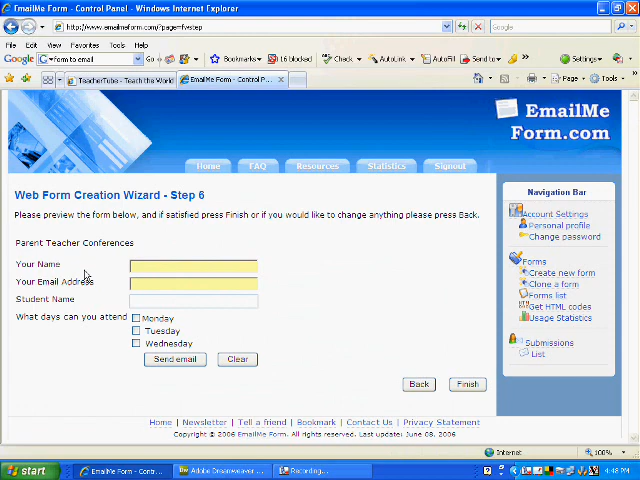 EmailMe Form - Control Panel - Windows Internet Explorer
http://www.emailmeform.com/?page=fwstep
Google
File Edit View Favorites Tools Help
Google form to email Go Bookmarks 16 blocked Check AutoLink AutoFill Send to Settings
TeacherTube - Teach the World EmailMe Form - Control P... Page Tools
EmailMe
Form.com
Home FAQ Resources Statistics Signout
Web Form Creation Wizard - Step 6
Please preview the form below, and if satisfied press Finish or if you would like to change anything please press Back.
Parent Teacher Conferences
Your Name
Your Email Address
Student Name
What days can you attend Monday
Tuesday
Wednesday
Send email Clear
Back Finish
Navigation Bar
Account Settings
Personal profile
Change password
Forms
Create new form
Clone a form
Forms list
Get HTML codes
Usage Statistics
Submissions
List
Home | Newsletter | Tell a friend | Bookmark | Contact Us | Privacy Statement
Copyright © 2006 EmailMe Form. All rights reserved. Last update: June 08, 2006
Internet 100%
start EmailMe Form - Contr... Adobe Dreamweaver ... Recording... 4:48 PM